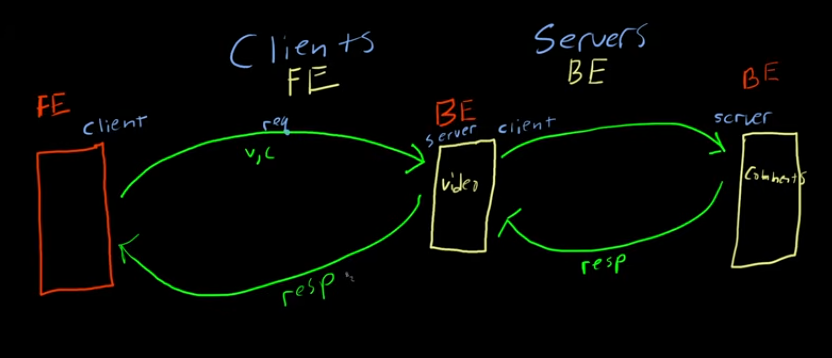 Clients
FE
Servers
BE
FE
client
req
v, c
BE
server
client
BE
server
video
Comments
resp
resp